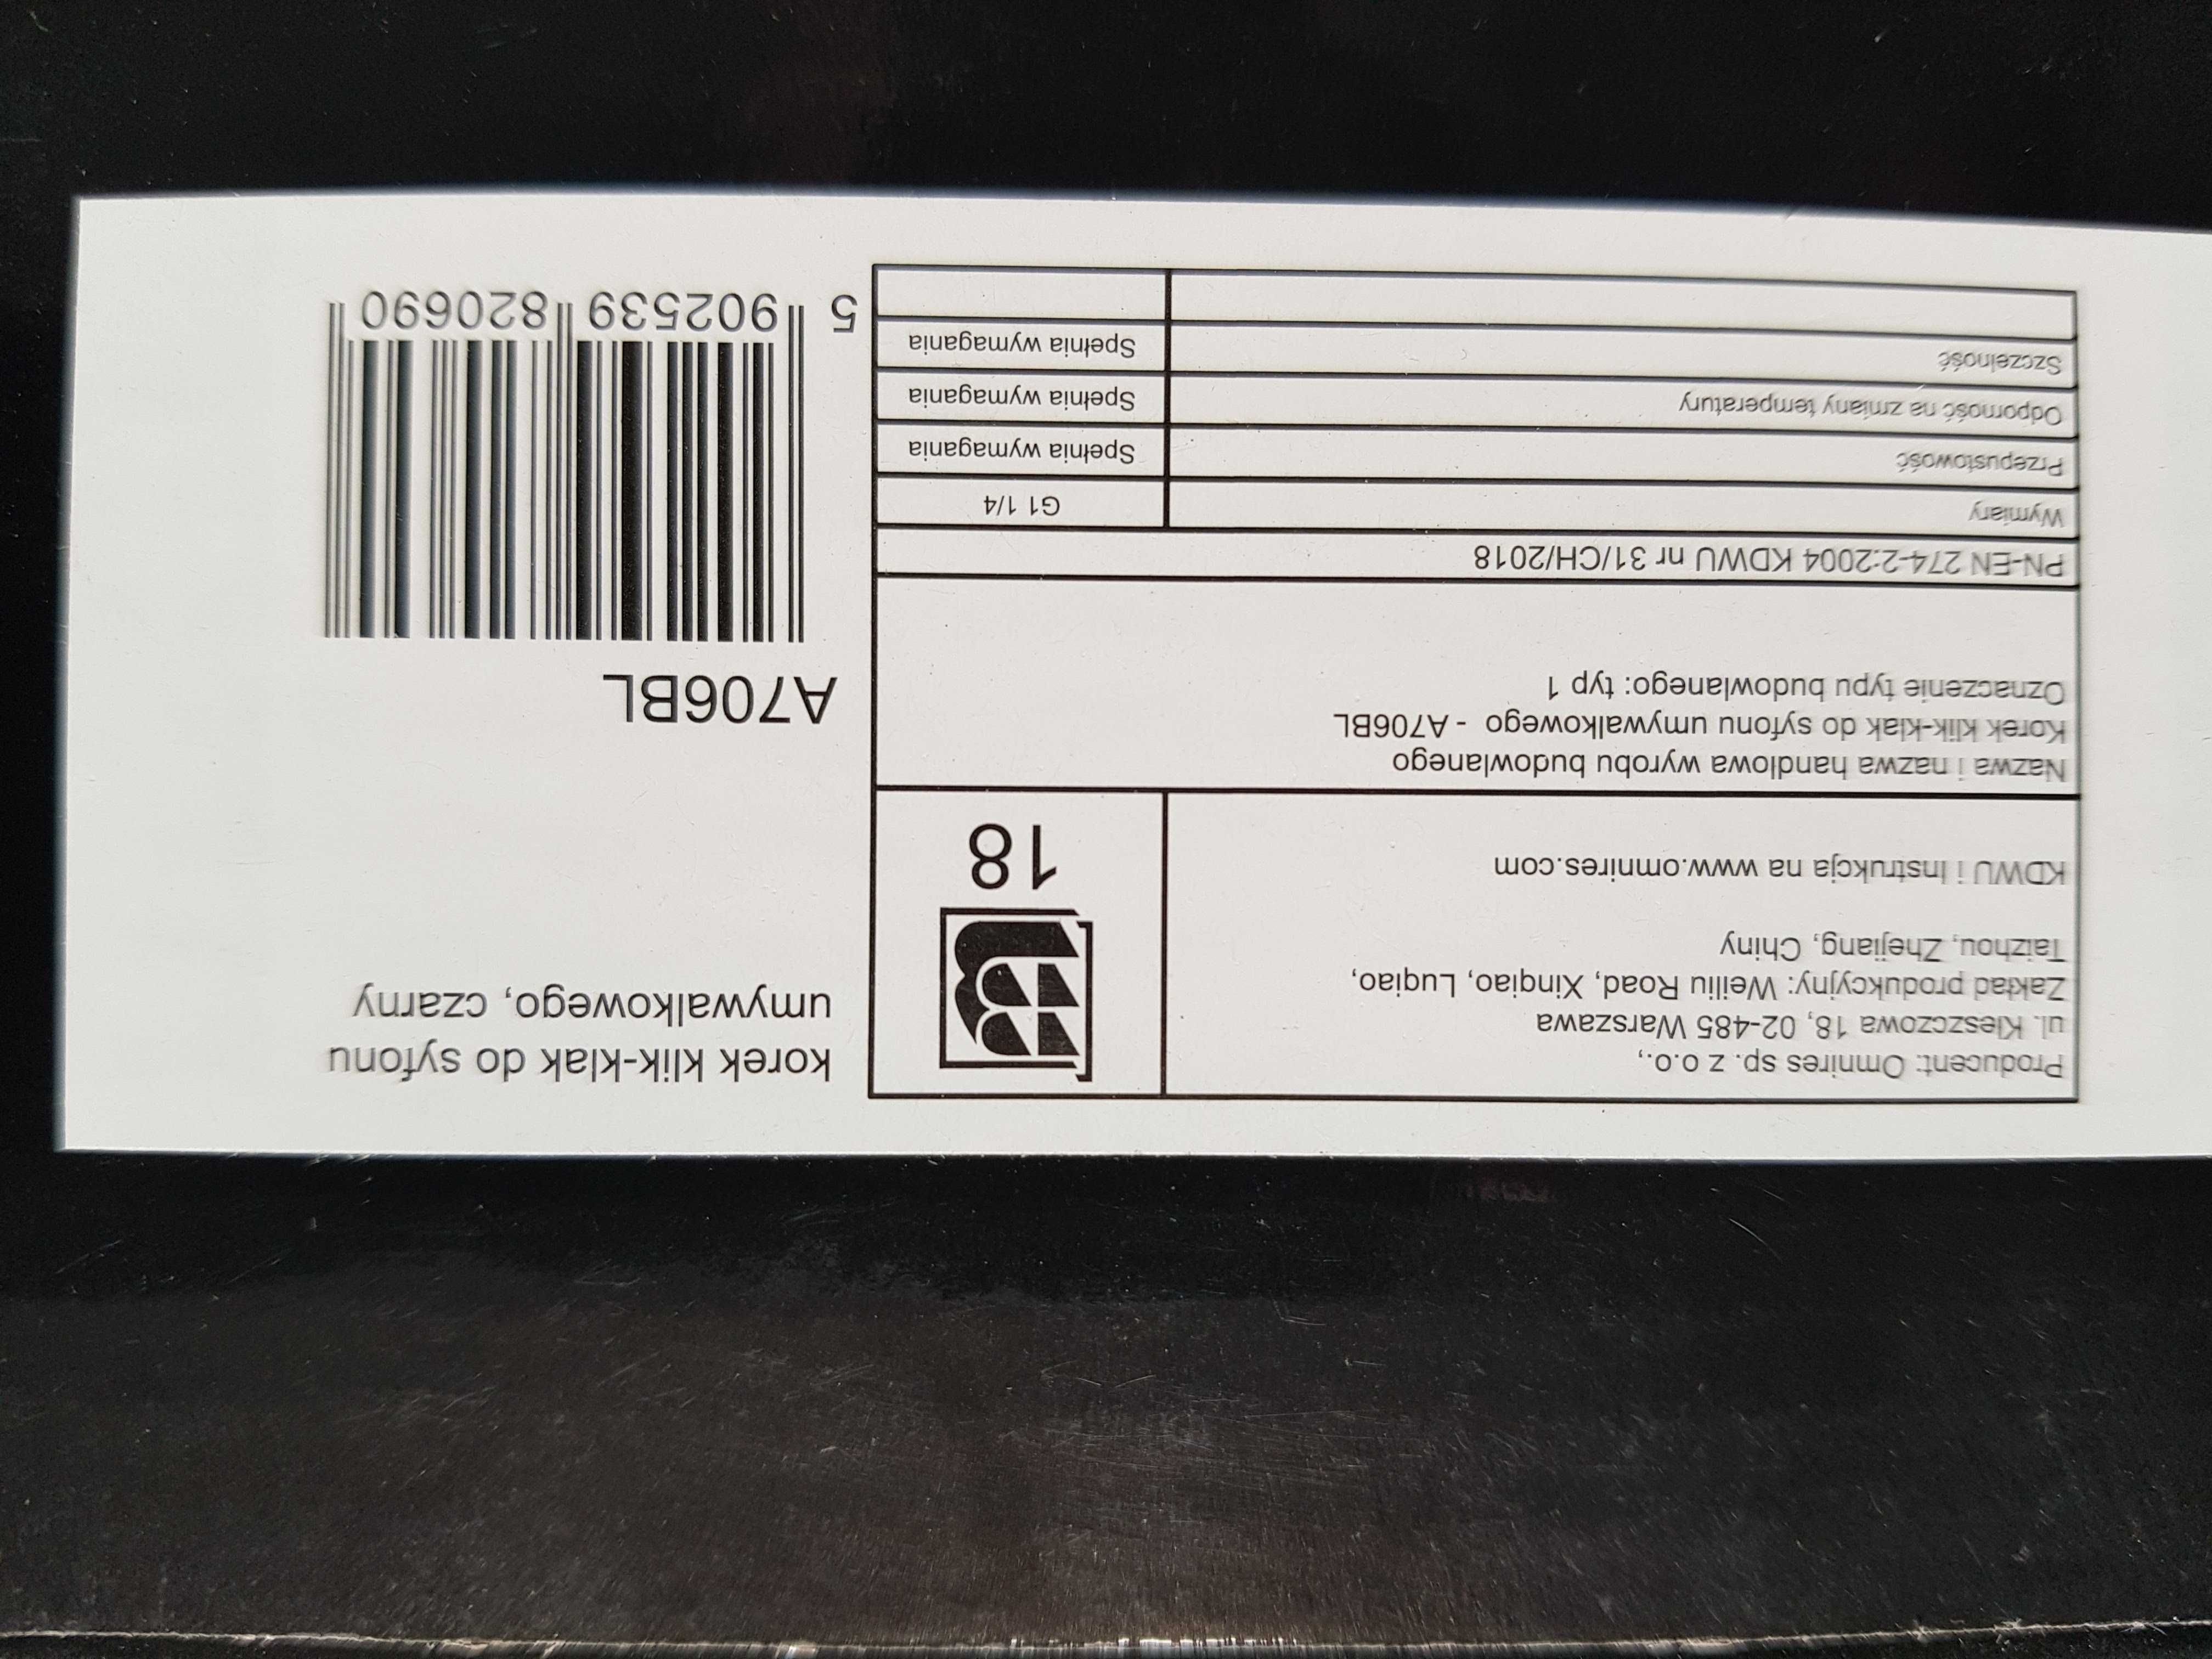 Producent: Omnires sp. z o.o.,
ul. Kleszczowa 18, 02-485 Warszawa
Zakład produkcyjny: Weiliu Road, Xinqiao, Luqiao,
Taizhou, Zhejiang, Chiny
KDWU i Instrukcja na www.omnires.com
18
Nazwa i nazwa handlowa wyrobu budowlanego
Korek klik-klak do syfonu umywalkowego - A706BL
Oznaczenie typu budowlanego: typ 1
PN-EN 274-2:2004 KDWU nr 31/CH/2018
Wymiary G1 1/4
Przepustowość Spełnia wymagania
Odporność na zmiany temperatury Spełnia wymagania
Szczelność Spełnia wymagania
korek klik-klak do syfonu
umywalkowego, czarny
A706BL
5 902539 820690